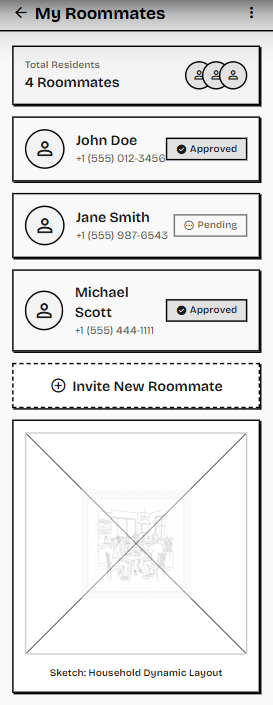 My Roommates
Total Residents
4 Roommates
John Doe
+1 (555) 012-3456
Approved
Jane Smith
+1 (555) 987-6543
Pending
Michael
Scott
+1 (555) 444-1111
Approved
Invite New Roommate
Sketch: Household Dynamic Layout